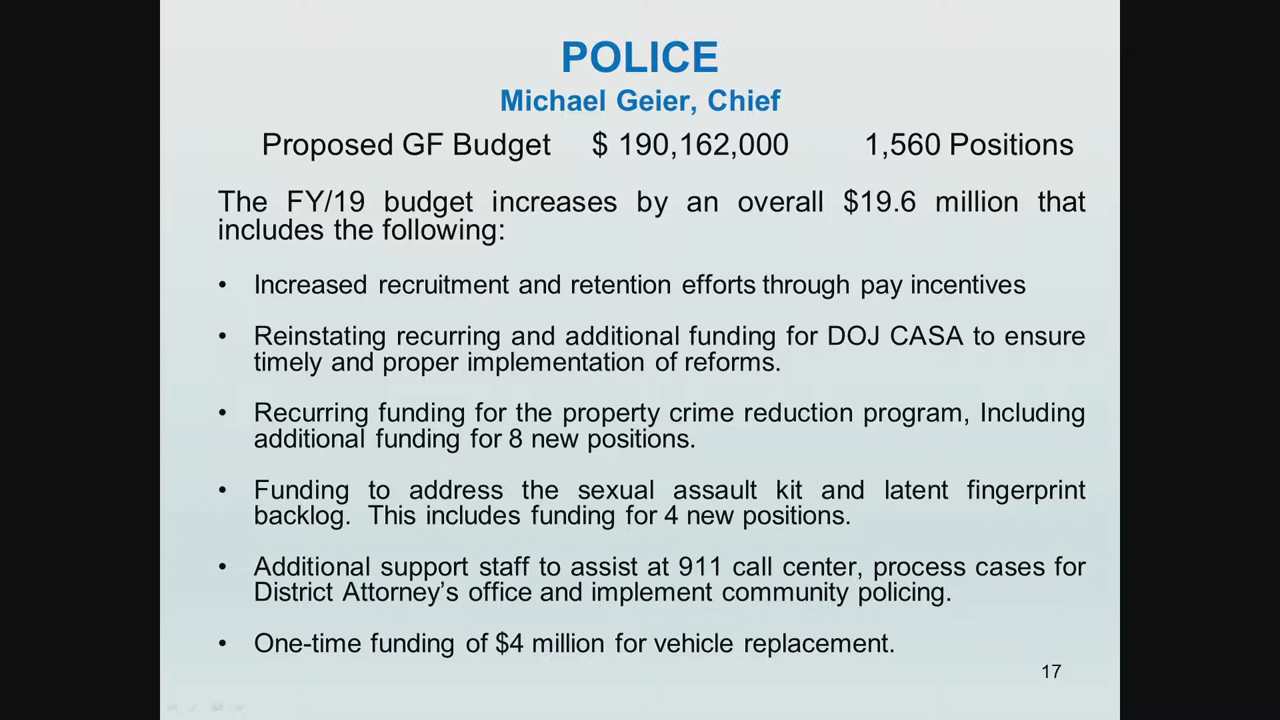 POLICE
Michael Geier, Chief
Proposed GF Budget $ 190,162,000 1,560 Positions
The FY/19 budget increases by an overall $19.6 million that
includes the following:
• Increased recruitment and retention efforts through pay incentives
• Reinstating recurring and additional funding for DOJ CASA to ensure
timely and proper implementation of reforms.
• Recurring funding for the property crime reduction program, Including
additional funding for 8 new positions.
• Funding to address the sexual assault kit and latent fingerprint
backlog. This includes funding for 4 new positions.
• Additional support staff to assist at 911 call center, process cases for
District Attorney’s office and implement community policing.
• One-time funding of $4 million for vehicle replacement.
17